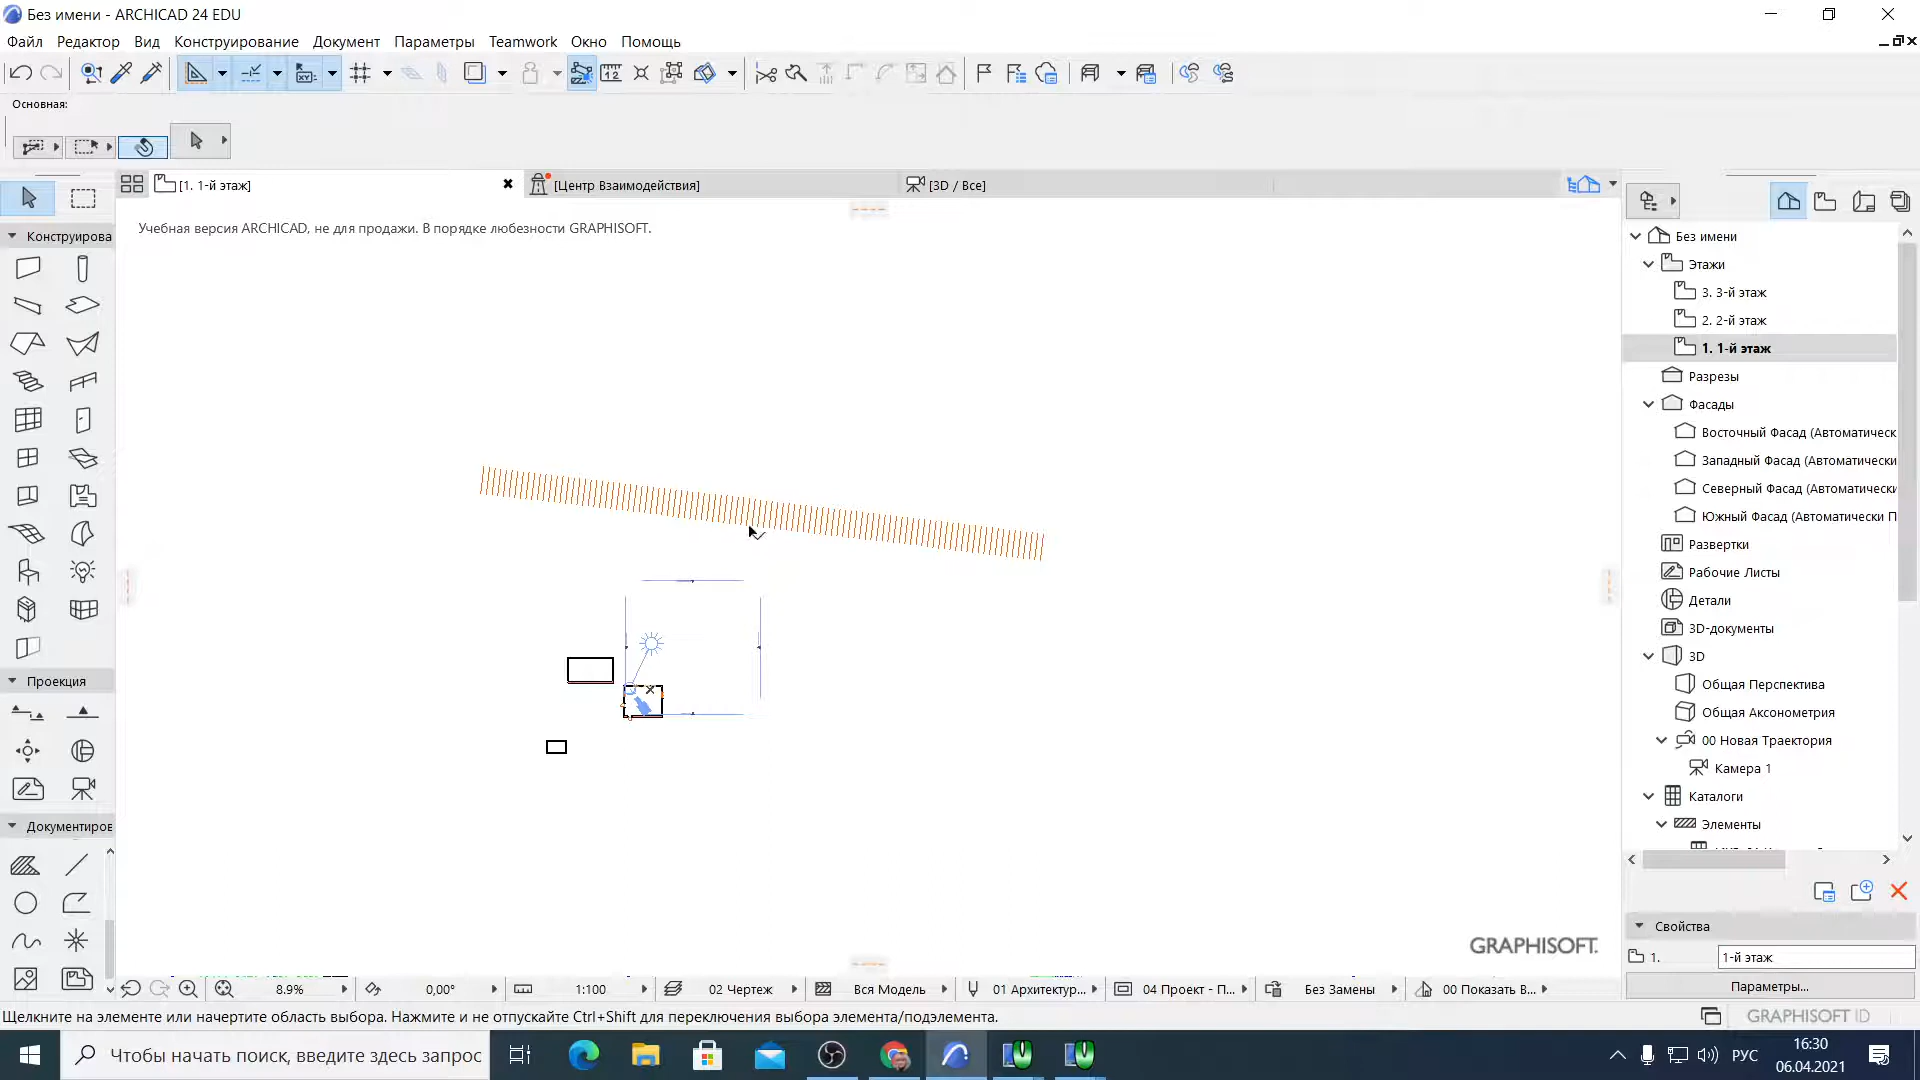 Без имени - ARCHICAD 24 EDU
Файл Редактор Вид Конструирование Документ Параметры Teamwork Окно Помощь
Основная:
[1. 1-й этаж]
[Центр Взаимодействия]
[3D / Все]
Учебная версия ARCHICAD, не для продажи. В порядке любезности GRAPHISOFT.
Конструирова
Проекция
Документиров
Без имени
Этажи
3. 3-й этаж
2. 2-й этаж
1. 1-й этаж
Разрезы
Фасады
Восточный Фасад (Автоматическ
Западный Фасад (Автоматически
Северный Фасад (Автоматически
Южный Фасад (Автоматически П
Развертки
Рабочие Листы
Детали
3D-документы
3D
Общая Перспектива
Общая Аксонометрия
00 Новая Траектория
Камера 1
Каталоги
Элементы
Свойства
1.
1-й этаж
Параметры...
GRAPHISOFT.
8.9%
0,00°
1:100
02 Чертеж
Вся Модель
01 Архитектур...
04 Проект - П...
Без Замены
00 Показать В...
Щелкните на элементе или начертите область выбора. Нажмите и не отпускайте Ctrl+Shift для переключения выбора элемента/подэлемента.
GRAPHISOFT ID
Чтобы начать поиск, введите здесь запрос
РУС
16:30
06.04.2021